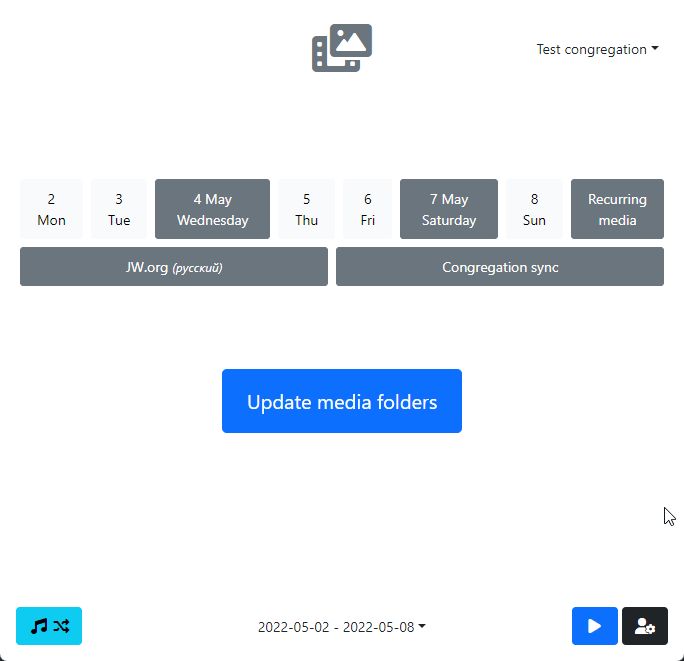 Test congregation
2
Mon
3
Tue
4 May
Wednesday
5
Thu
6
Fri
7 May
Saturday
8
Sun
Recurring
media
JW.org (русский)
Congregation sync
Update media folders
2022-05-02 - 2022-05-08